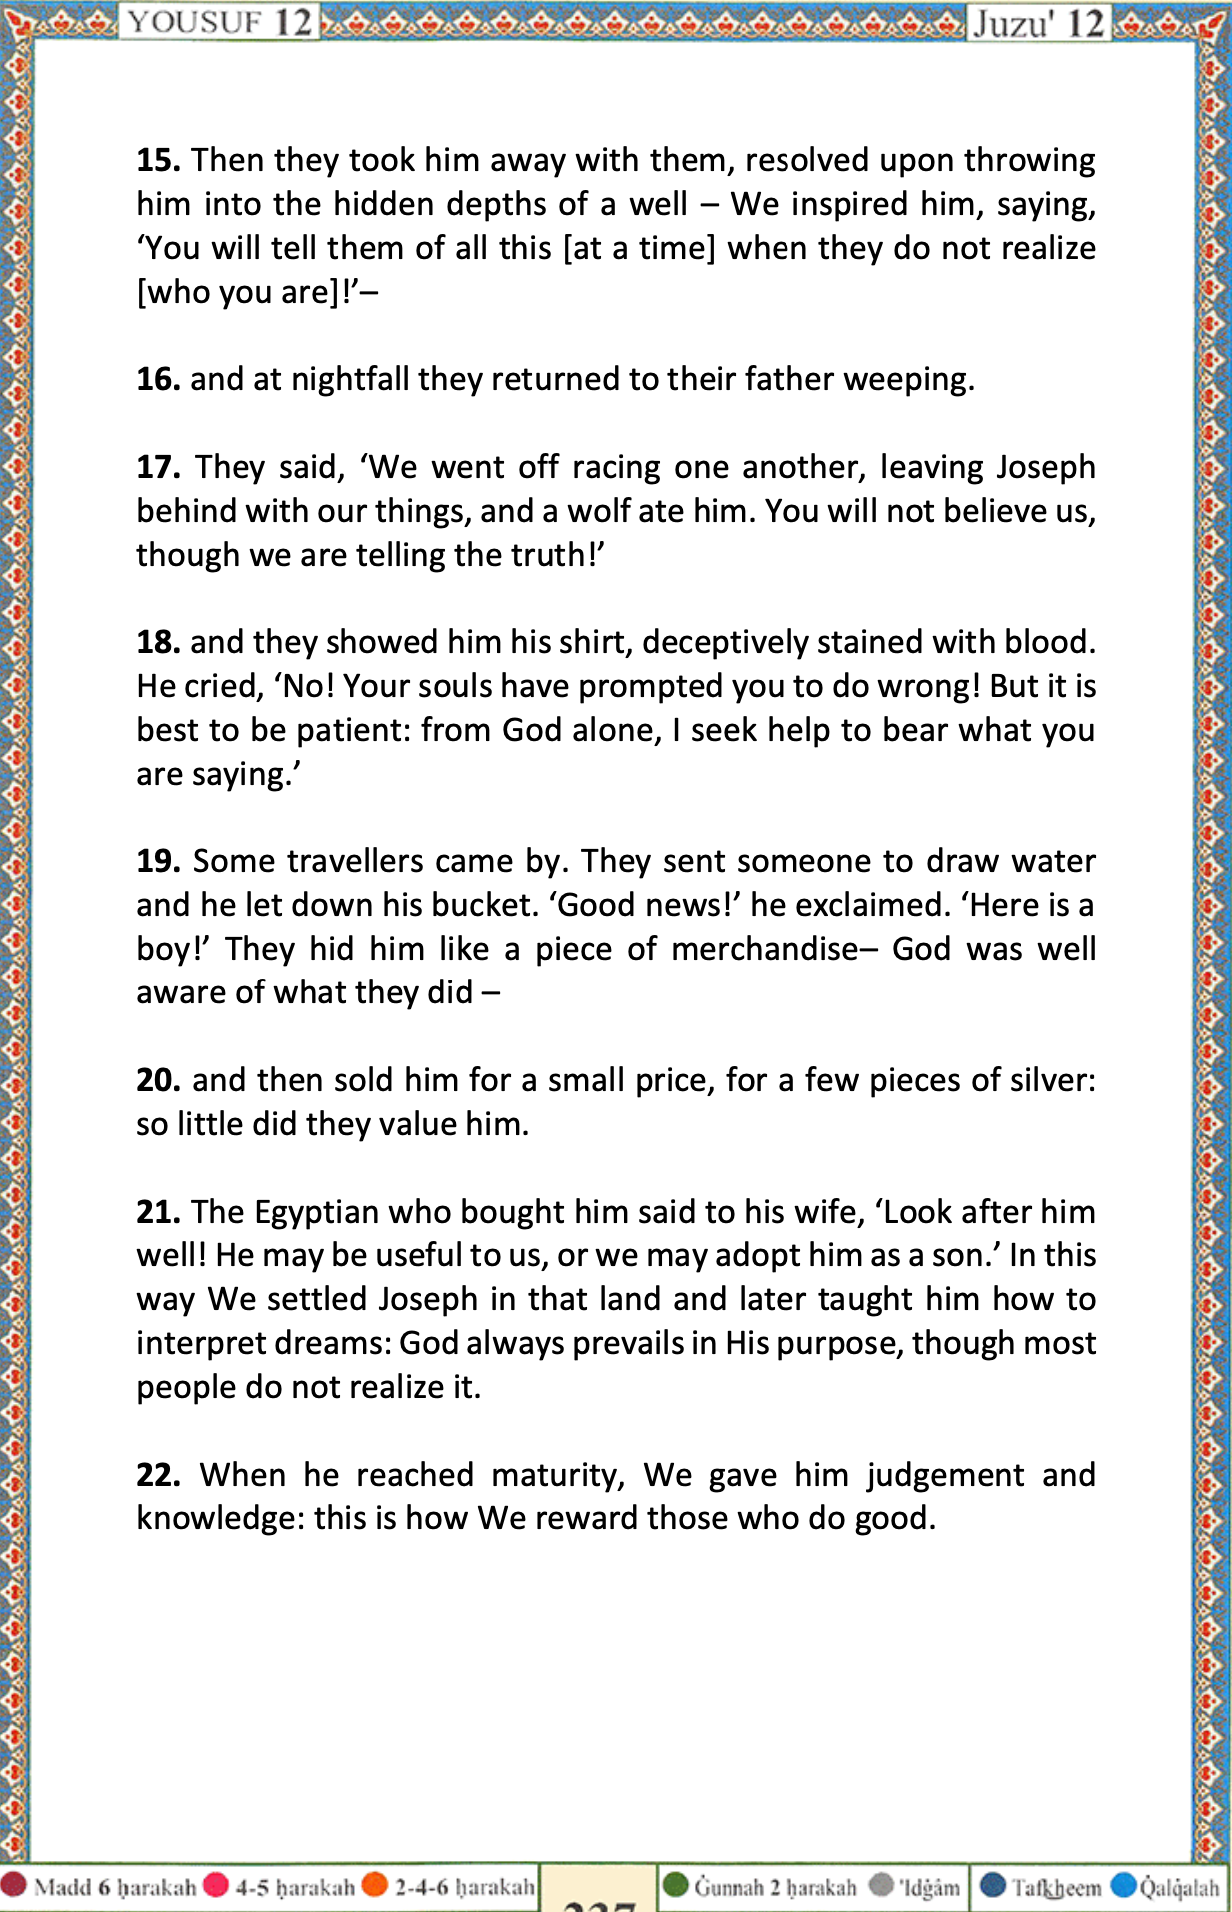 YOUSUF 12 Juzu' 12
15. Then they took him away with them, resolved upon throwing
him into the hidden depths of a well – We inspired him, saying,
‘You will tell them of all this [at a time] when they do not realize
[who you are]!’–
16. and at nightfall they returned to their father weeping.
17. They said, ‘We went off racing one another, leaving Joseph
behind with our things, and a wolf ate him. You will not believe us,
though we are telling the truth!’
18. and they showed him his shirt, deceptively stained with blood.
He cried, ‘No! Your souls have prompted you to do wrong! But it is
best to be patient: from God alone, I seek help to bear what you
are saying.’
19. Some travellers came by. They sent someone to draw water
and he let down his bucket. ‘Good news!’ he exclaimed. ‘Here is a
boy!’ They hid him like a piece of merchandise– God was well
aware of what they did –
20. and then sold him for a small price, for a few pieces of silver:
so little did they value him.
21. The Egyptian who bought him said to his wife, ‘Look after him
well! He may be useful to us, or we may adopt him as a son.’ In this
way We settled Joseph in that land and later taught him how to
interpret dreams: God always prevails in His purpose, though most
people do not realize it.
22. When he reached maturity, We gave him judgement and
knowledge: this is how We reward those who do good.
Madd 6 ḥarakah 4-5 ḥarakah 2-4-6 ḥarakah 237 Ġunnah 2 ḥarakah 'Idġâm Tafk͟heem Q̇alq̇alah